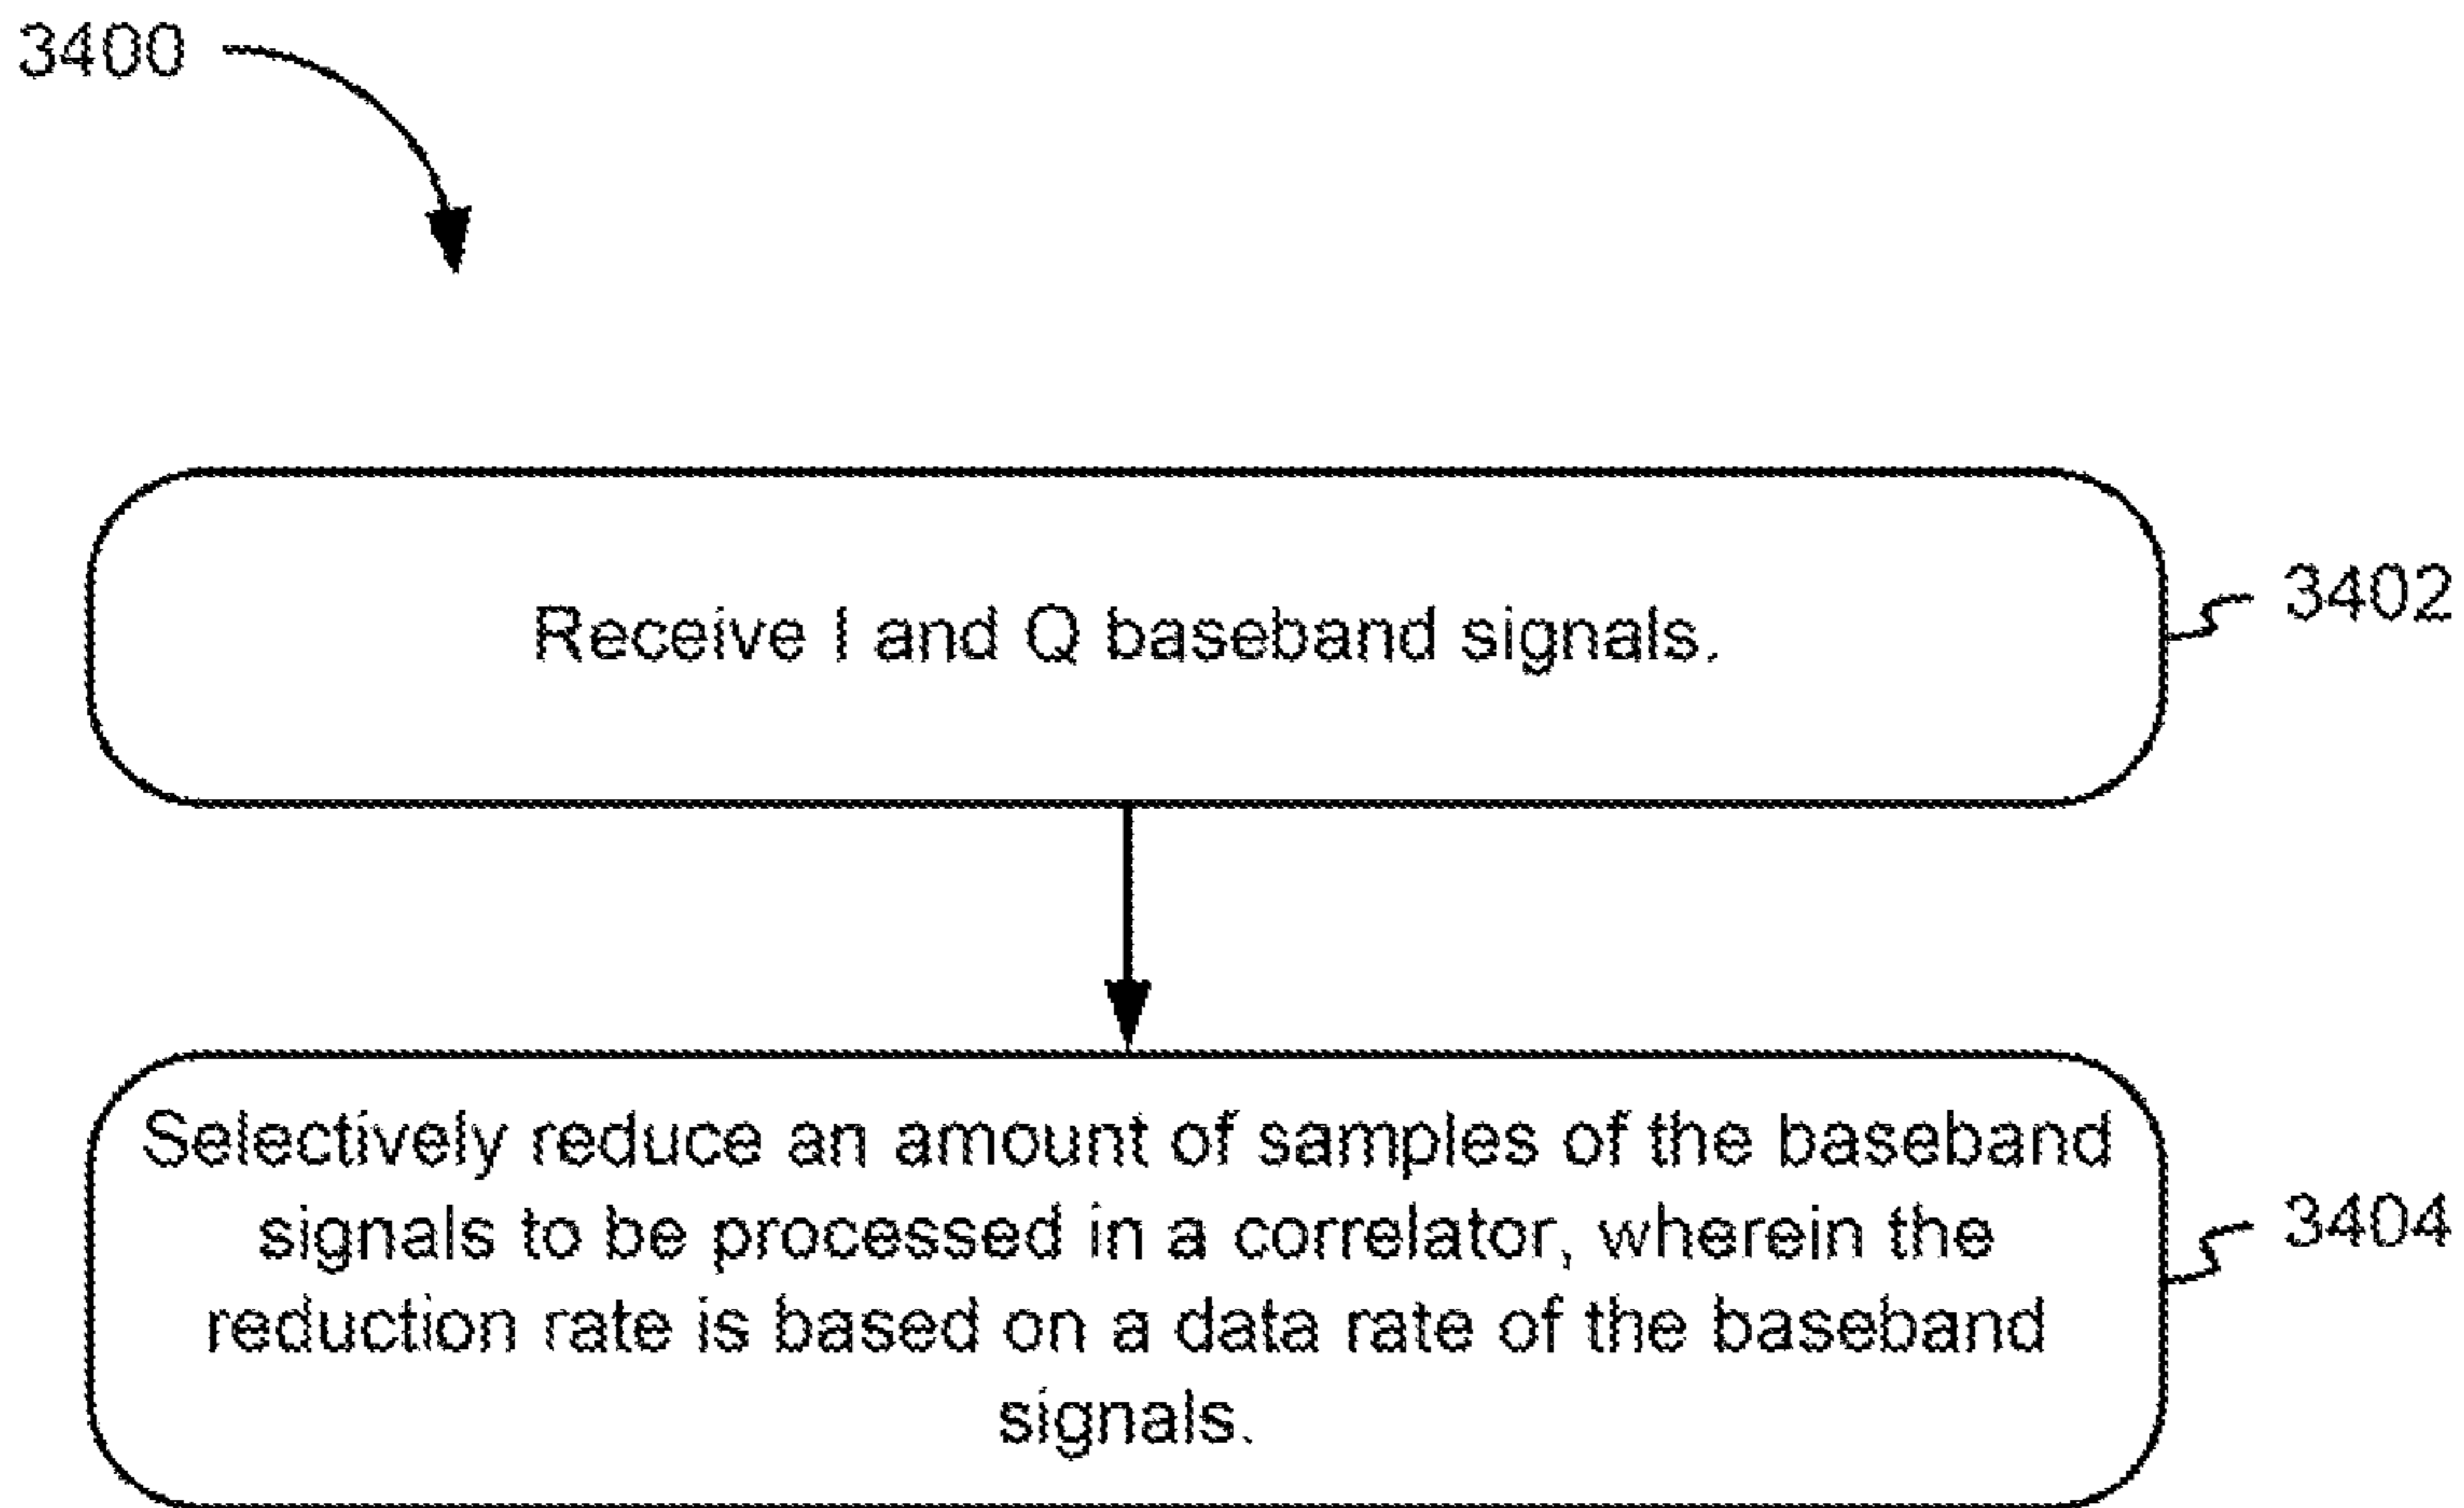 3400
Receive I and Q baseband signals.
3402
Selectively reduce an amount of samples of the baseband
signals to be processed in a correlator, wherein the
reduction rate is based on a data rate of the baseband
signals.
3404